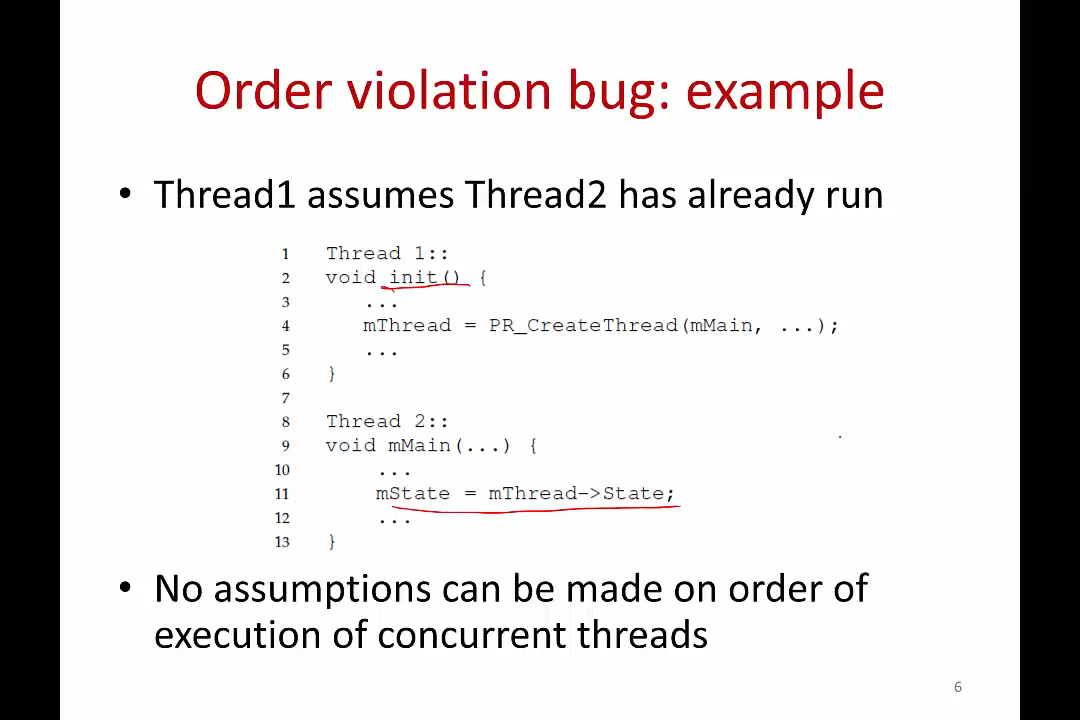 Order violation bug: example
• Thread1 assumes Thread2 has already run
1 Thread 1::
2 void init() {
3 ...
4 mThread = PR_CreateThread(mMain, ...);
5 ...
6 }
7
8 Thread 2::
9 void mMain(...) {
10 ...
11 mState = mThread->State;
12 ...
13 }
• No assumptions can be made on order of
execution of concurrent threads
6